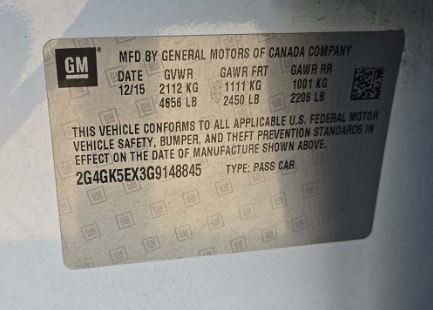 GM
MFD BY GENERAL MOTORS OF CANADA COMPANY
DATE GVWR GAWR FRT GAWR RR
12/15 2112 KG 1111 KG 1001 KG
4656 LB 2450 LB 2206 LB
THIS VEHICLE CONFORMS TO ALL APPLICABLE U.S. FEDERAL MOTOR
VEHICLE SAFETY, BUMPER, AND THEFT PREVENTION STANDARDS IN
EFFECT ON THE DATE OF MANUFACTURE SHOWN ABOVE.
2G4GK5EX3G9148845 TYPE: PASS CAR